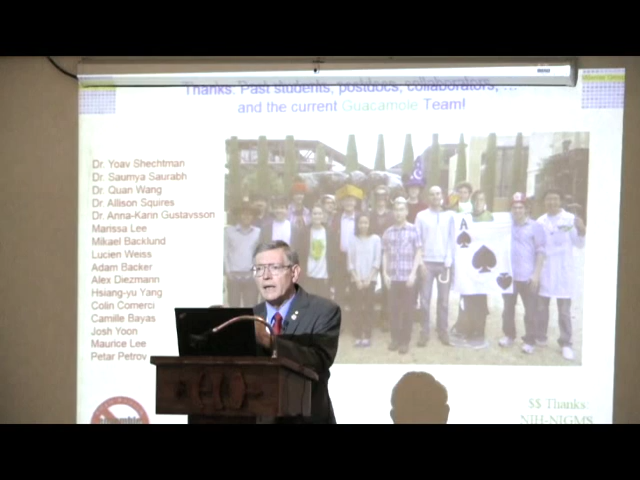 Thanks: Past students, postdocs, collaborators, ...
and the current Guacamole Team!
Dr. Yoav Shechtman
Dr. Saumya Saurabh
Dr. Quan Wang
Dr. Allison Squires
Dr. Anna-Karin Gustavsson
Marissa Lee
Mikael Backlund
Lucien Weiss
Adam Backer
Alex Diezmann
Hsiang-yu Yang
Colin Comerci
Camille Bayas
Josh Yoon
Maurice Lee
Petar Petrov
A
$$ Thanks
NIH-NIGMS